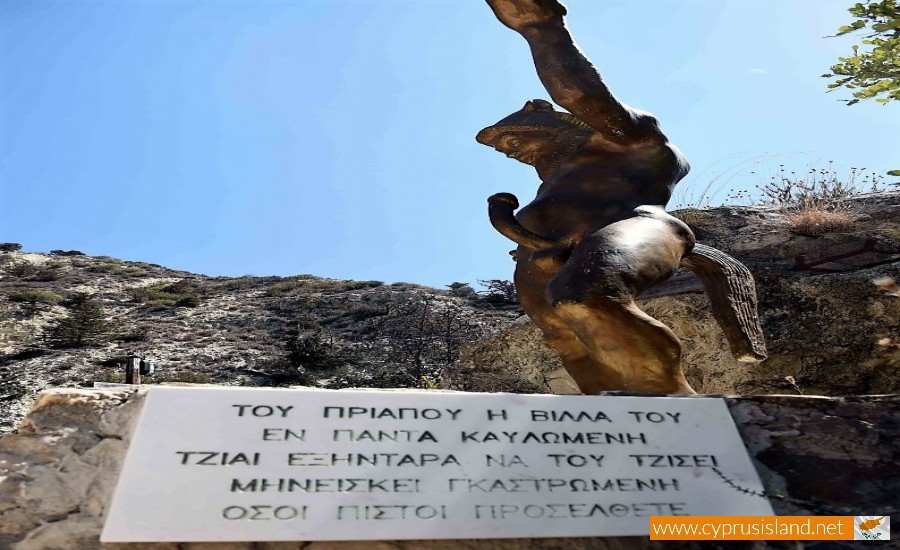 ΤΟΥ ΠΡΙΑΠΟΥ Η ΒΙΛΛΑ ΤΟΥ
ΕΝ ΠΑΝΤΑ ΚΑΥΛΩΜΕΝΗ
ΤΖΙΑΙ ΕΞΗΝΤΑΡΑ ΝΑ ΤΟΥ ΤΖΙΣΕΙ
ΜΗΝΕΙΣΚΕΙ ΓΚΑΣΤΡΩΜΕΝΗ
ΟΣΟΙ ΠΙΣΤΟΙ ΠΡΟΣΕΛΘΕΤΕ
www.cyprusisland.net